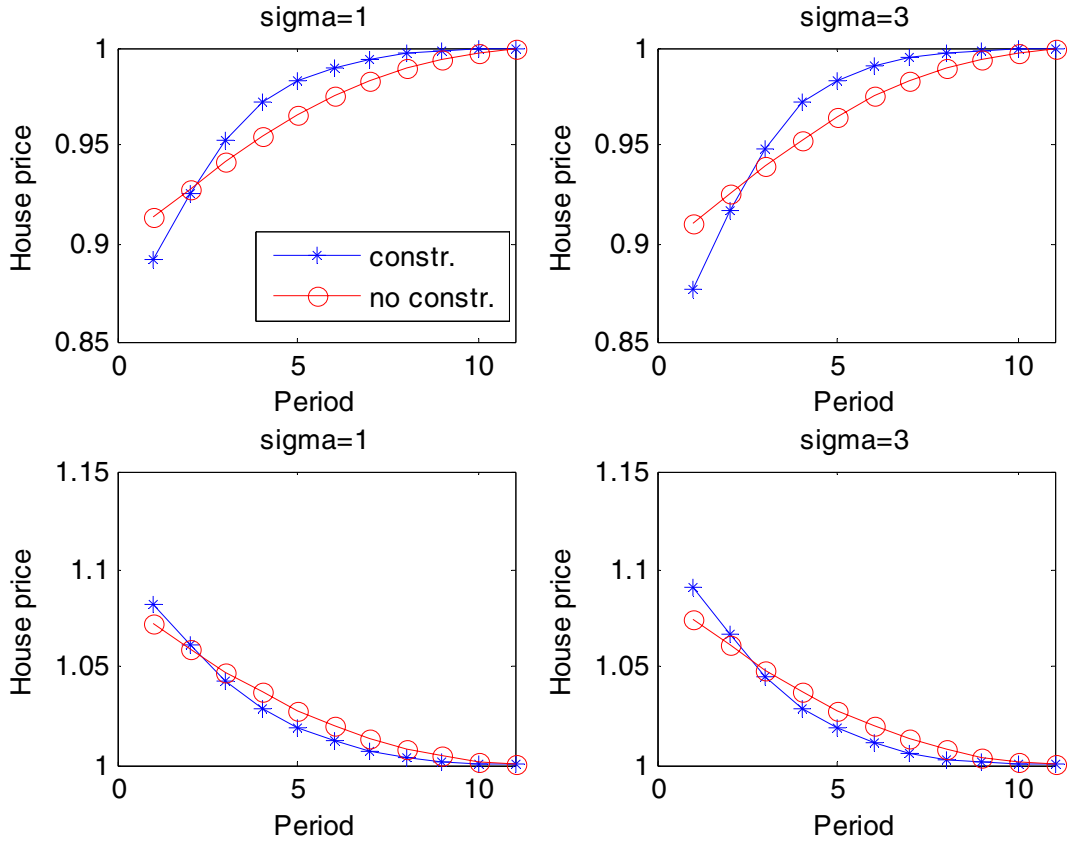 sigma=1
1
0.95
0.9
0.85
House price
constr.
no constr.
0
5
10
Period
sigma=3
1
0.95
0.9
0.85
House price
0
5
10
Period
sigma=1
1.15
1.1
1.05
1
House price
0
5
10
Period
sigma=3
1.15
1.1
1.05
1
House price
0
5
10
Period